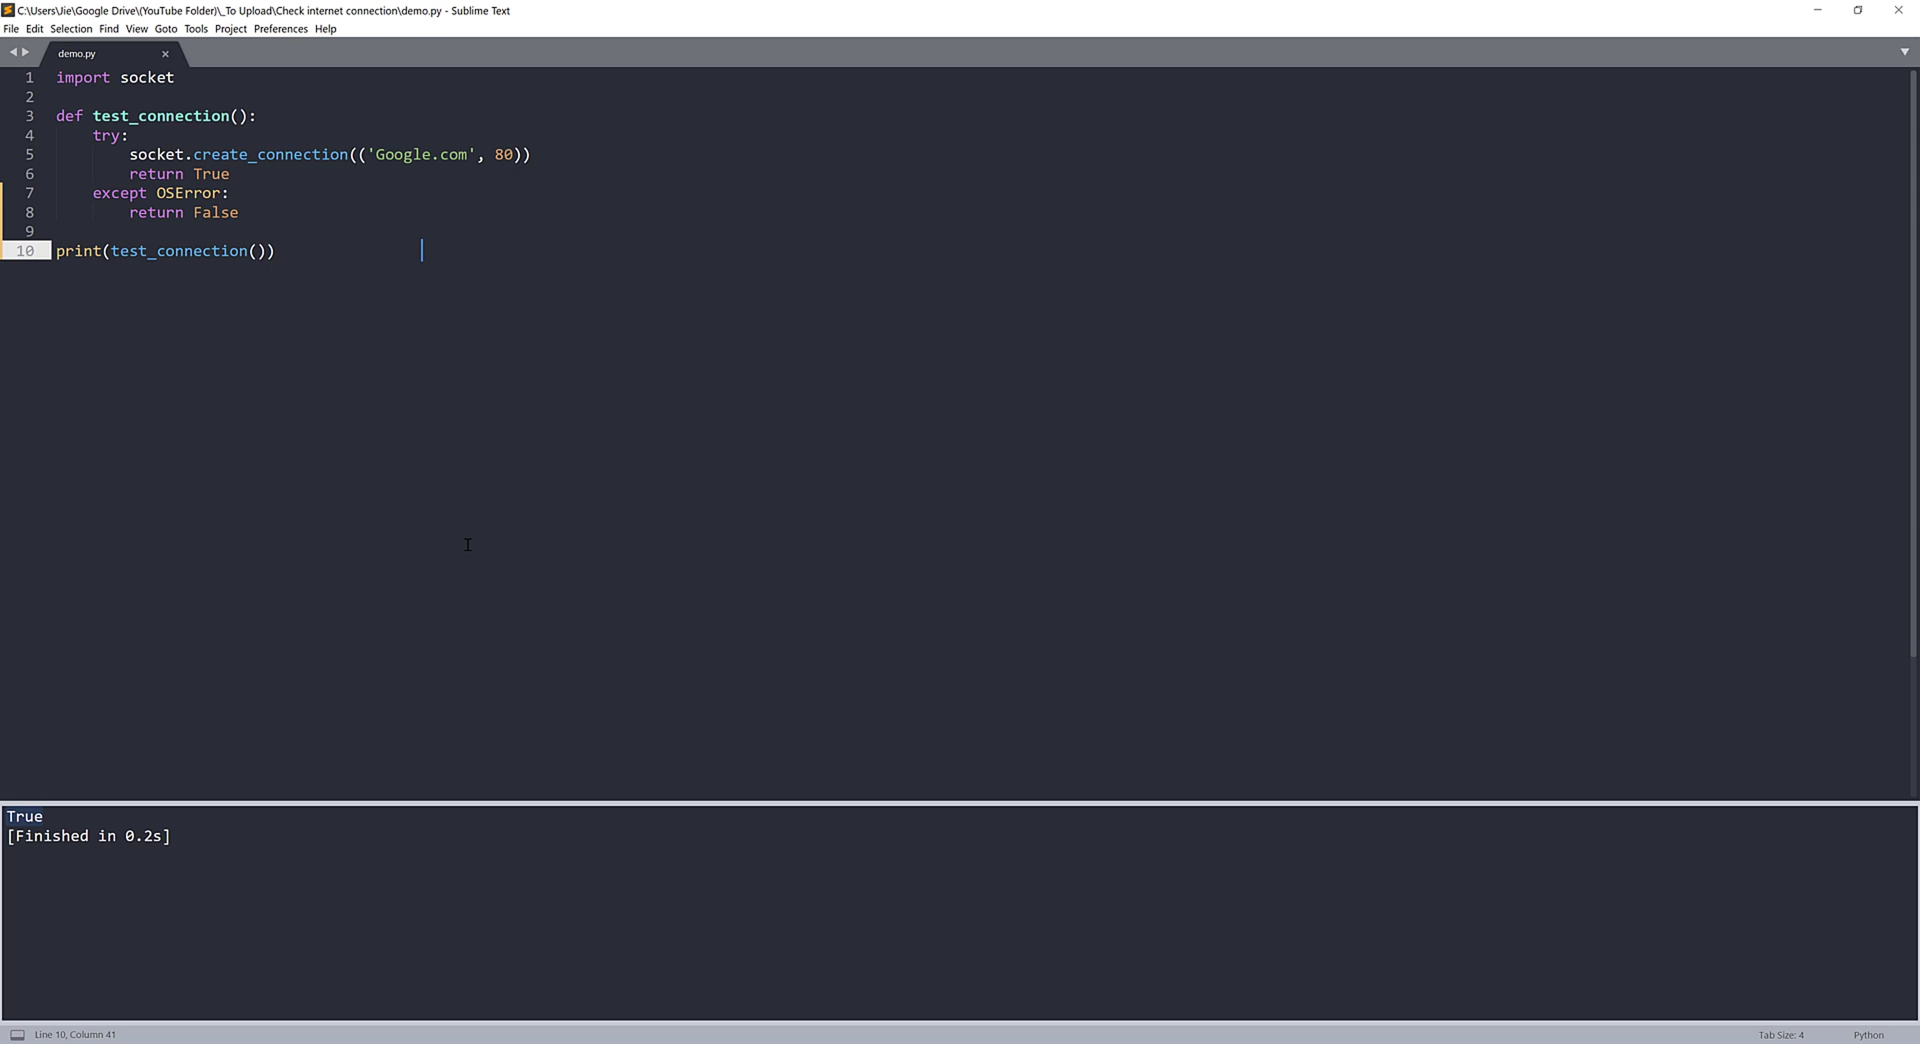 C:\Users\Jie\Google Drive\(YouTube Folder)\_To Upload\Check internet connection\demo.py - Sublime Text
File Edit Selection Find View Goto Tools Project Preferences Help
demo.py
1 import socket
2
3 def test_connection():
4     try:
5         socket.create_connection(('Google.com', 80))
6         return True
7     except OSError:
8         return False
9
10 print(test_connection())
True
[Finished in 0.2s]
Line 10, Column 41 Tab Size: 4 Python